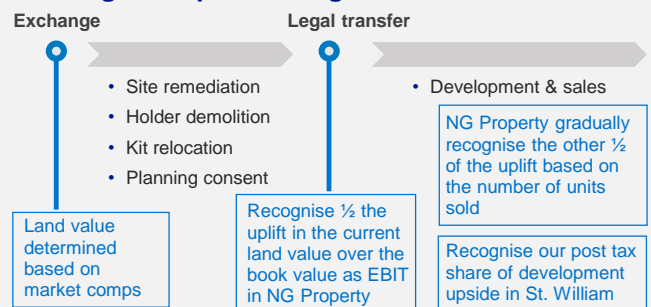 Exchange
Legal transfer
• Site remediation
• Holder demolition
• Kit relocation
• Planning consent
• Development & sales
NG Property gradually
recognise the other ½
of the uplift based on
the number of units
sold
Land value
determined
based on
market comps
Recognise ½ the
uplift in the current
land value over the
book value as EBIT
in NG Property
Recognise our post tax
share of development
upside in St. William